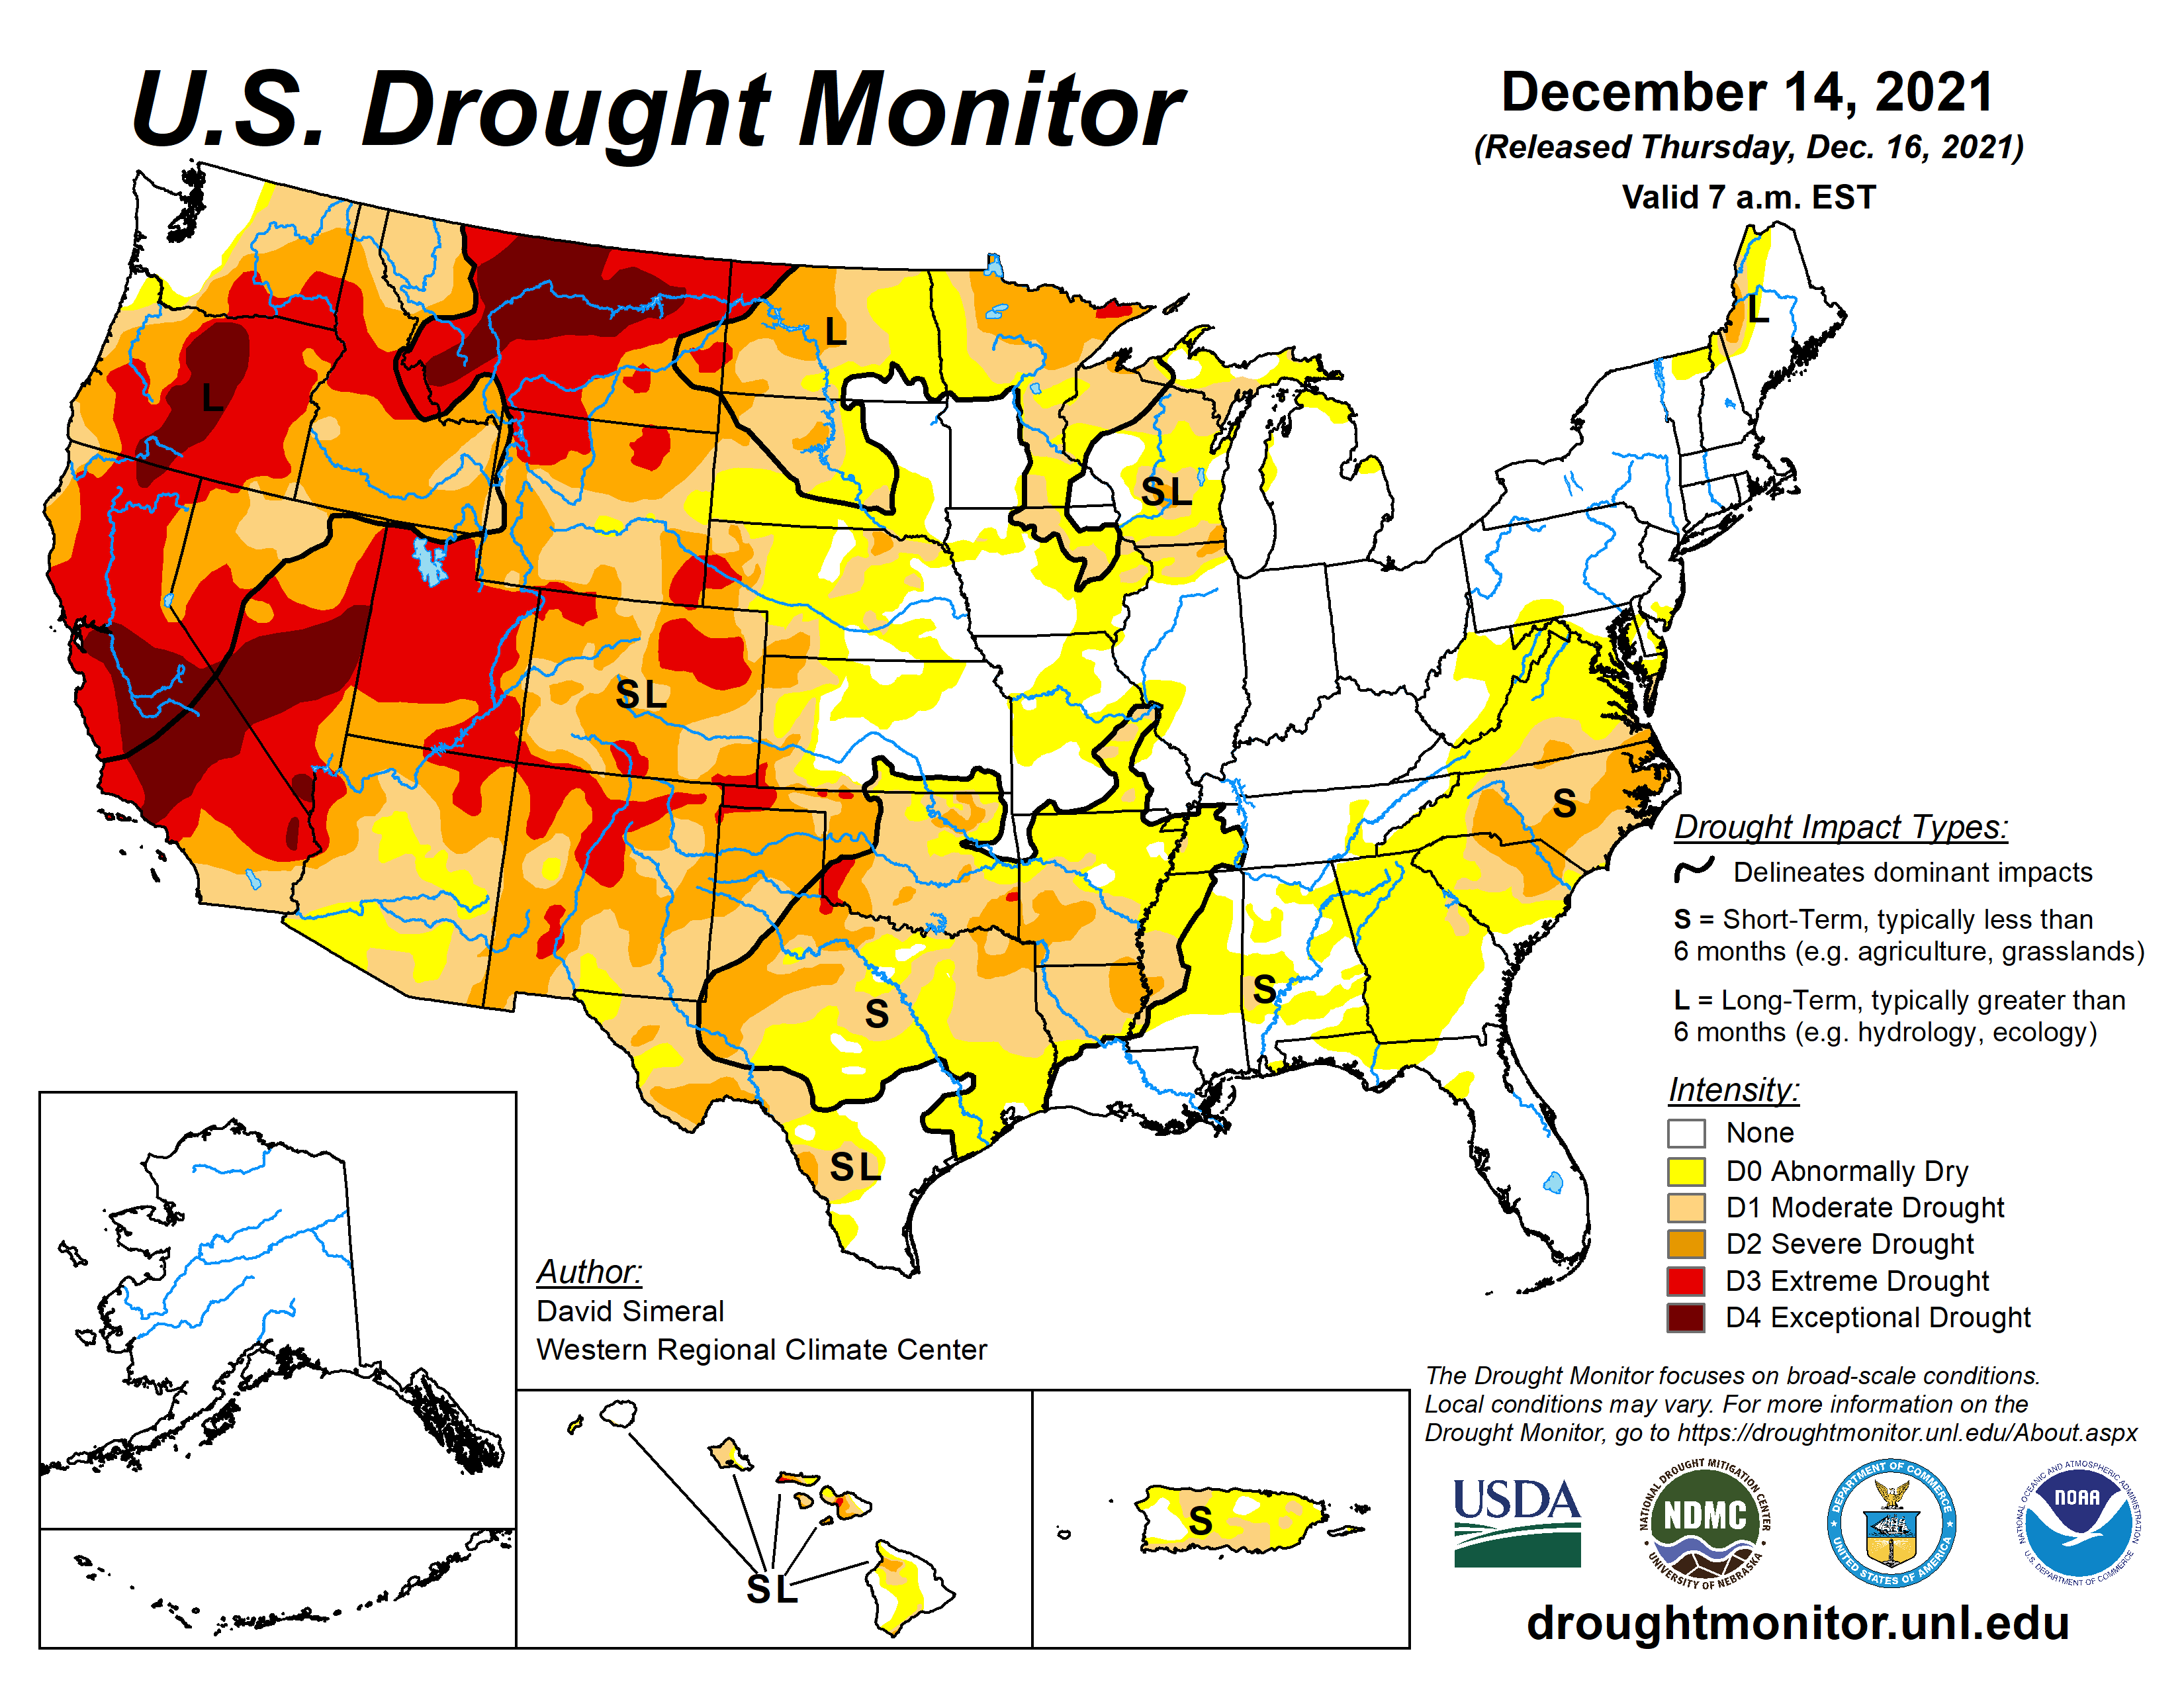 U.S. Drought Monitor
December 14, 2021
(Released Thursday, Dec. 16, 2021)
Valid 7 a.m. EST
L
L
L
L
SL
SL
S
S
S
SL
Drought Impact Types:
Delineates dominant impacts
S = Short-Term, typically less than
6 months (e.g. agriculture, grasslands)
L = Long-Term, typically greater than
6 months (e.g. hydrology, ecology)
Intensity:
None
D0 Abnormally Dry
D1 Moderate Drought
D2 Severe Drought
D3 Extreme Drought
D4 Exceptional Drought
Author:
David Simeral
Western Regional Climate Center
SL
S
The Drought Monitor focuses on broad-scale conditions.
Local conditions may vary. For more information on the
Drought Monitor, go to https://droughtmonitor.unl.edu/About.aspx
USDA
NATIONAL DROUGHT MITIGATION CENTER
NDMC
UNIVERSITY OF NEBRASKA
DEPARTMENT OF COMMERCE
UNITED STATES OF AMERICA
NATIONAL OCEANIC AND ATMOSPHERIC ADMINISTRATION
NOAA
U.S. DEPARTMENT OF COMMERCE
droughtmonitor.unl.edu